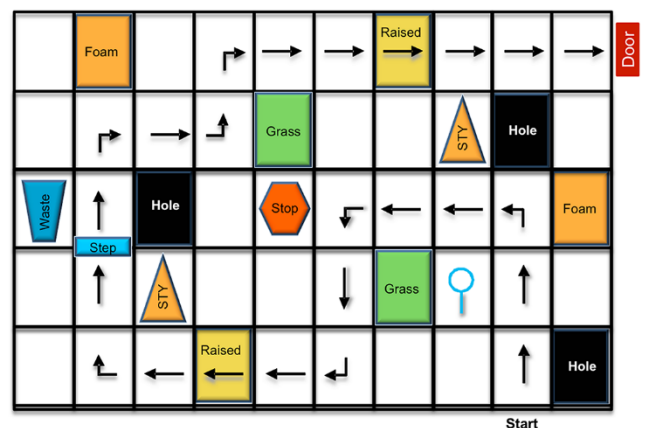 Foam
Raised
Door
Grass
STY
Hole
Waste
Hole
Stop
Foam
Step
STY
Grass
Raised
Hole
Start